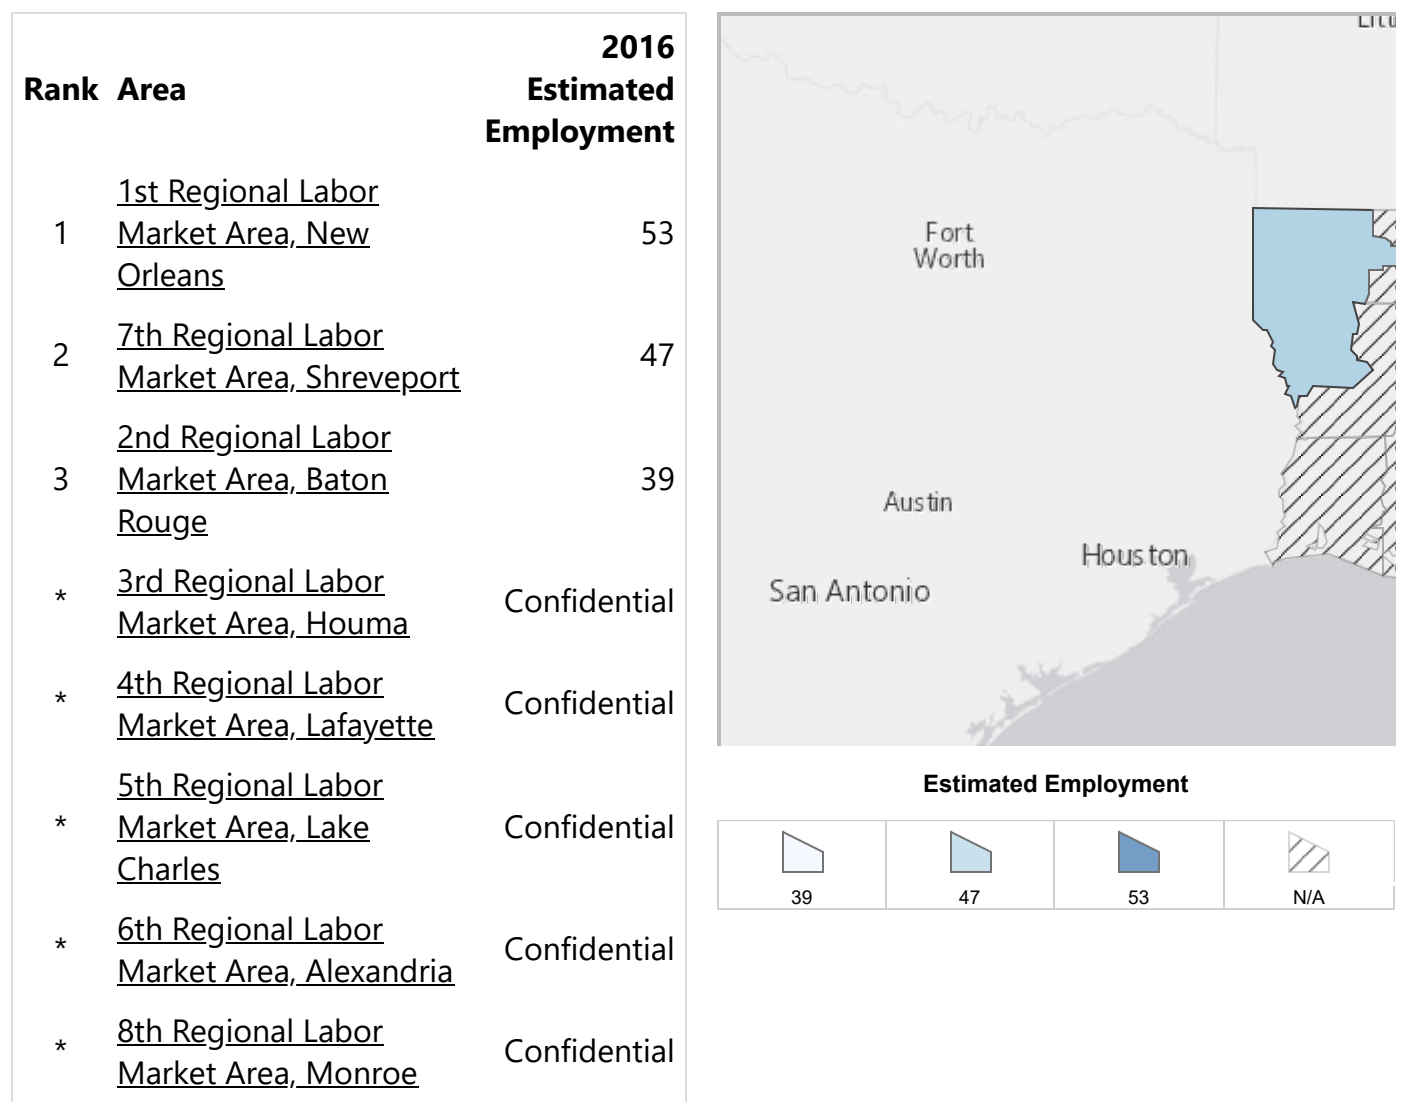 2016
Rank Area Estimated
Employment
1st Regional Labor
1 Market Area, New 53
Orleans
7th Regional Labor
2 Market Area, Shreveport 47
2nd Regional Labor
3 Market Area, Baton 39
Rouge
3rd Regional Labor
* Market Area, Houma Confidential
4th Regional Labor
* Market Area, Lafayette Confidential
5th Regional Labor
* Market Area, Lake Confidential
Charles
6th Regional Labor
* Market Area, Alexandria Confidential
8th Regional Labor
* Market Area, Monroe Confidential
Fort
Worth
Austin
Houston
San Antonio
Estimated Employment
39 47 53 N/A